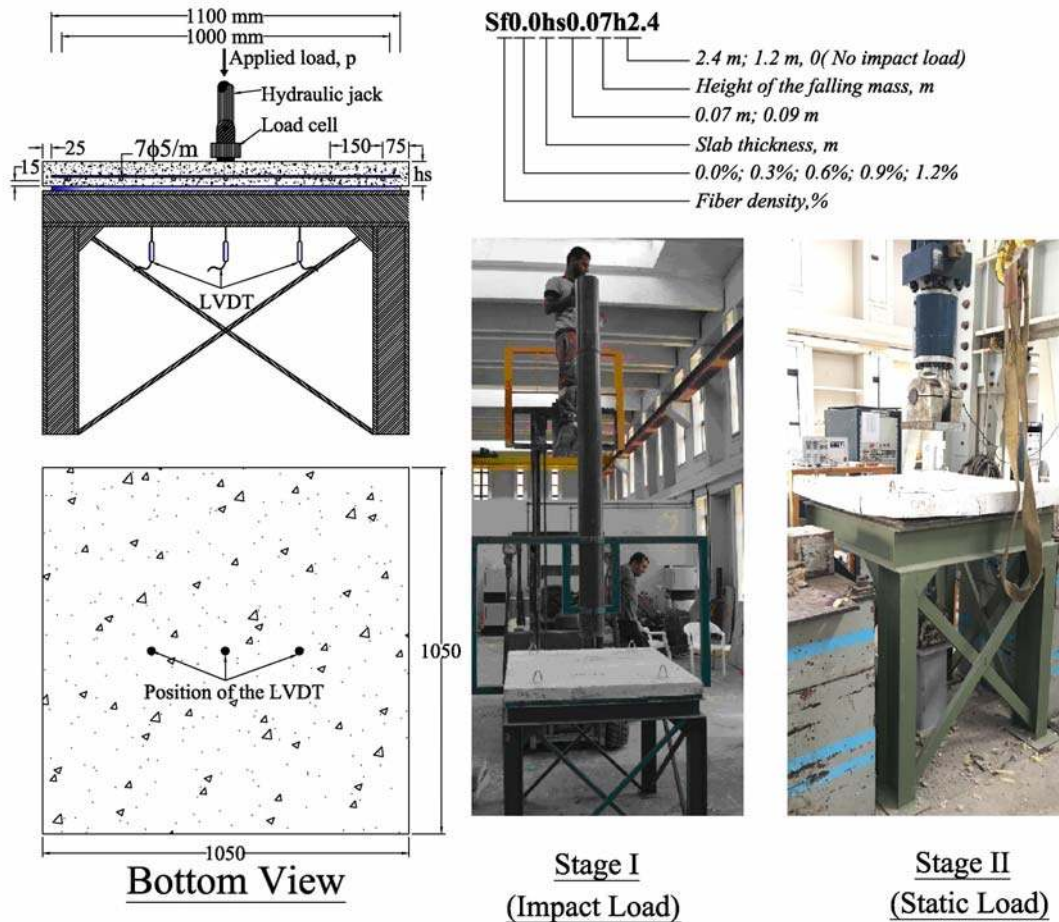 1100 mm
1000 mm
Applied load, p
Hydraulic jack
Load cell
25
7ϕ5/m
150
75
15
hs
LVDT
1050
Position of the LVDT
1050
Bottom View
Sf0.0hs0.07h2.4
2.4 m; 1.2 m, 0( No impact load)
Height of the falling mass, m
0.07 m; 0.09 m
Slab thickness, m
0.0%; 0.3%; 0.6%; 0.9%; 1.2%
Fiber density,%
Stage I
(Impact Load)
Stage II
(Static Load)